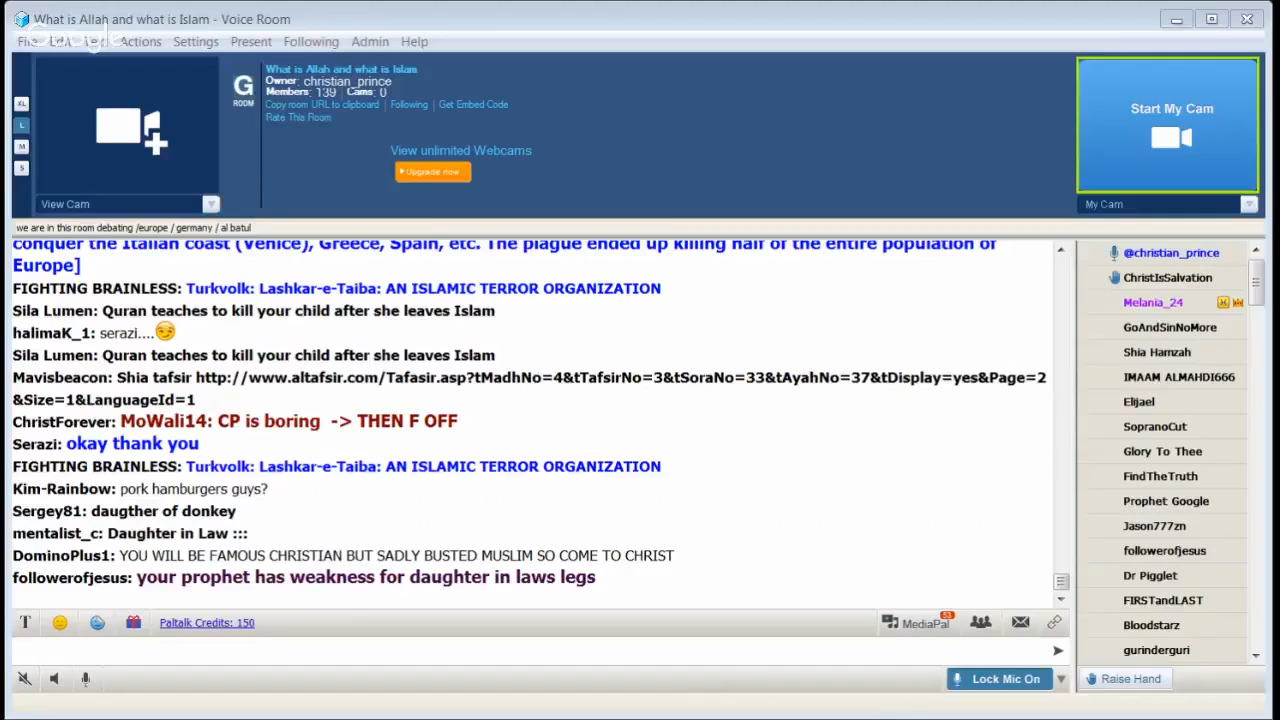 What is Allah and what is Islam - Voice Room
Google
Actions Settings Present Following Admin Help
XL
L
M
S
G
ROOM
What is Allah and what is Islam
Owner: christian_prince
Members: 139 Cams: 0
Copy room URL to clipboard | Following | Get Embed Code
Rate This Room
View unlimited Webcams
Upgrade now
Start My Cam
View Cam
My Cam
we are in this room debating /europe / germany / al batul
conquer the Italian coast (Venice), Greece, Spain, etc. The plague ended up killing half of the entire population of
Europe]
FIGHTING BRAINLESS: Turkvolk: Lashkar-e-Taiba: AN ISLAMIC TERROR ORGANIZATION
Sila Lumen: Quran teaches to kill your child after she leaves Islam
halimaK_1: serazi....
Sila Lumen: Quran teaches to kill your child after she leaves Islam
Mavisbeacon: Shia tafsir http://www.altafsir.com/Tafasir.asp?tMadhNo=4&tTafsirNo=3&tSoraNo=33&tAyahNo=37&tDisplay=yes&Page=2
&Size=1&LanguageId=1
ChristForever: MoWali14: CP is boring -> THEN F OFF
Serazi: okay thank you
FIGHTING BRAINLESS: Turkvolk: Lashkar-e-Taiba: AN ISLAMIC TERROR ORGANIZATION
Kim-Rainbow: pork hamburgers guys?
Sergey81: daugther of donkey
mentalist_c: Daughter in Law :::
DominoPlus1: YOU WILL BE FAMOUS CHRISTIAN BUT SADLY BUSTED MUSLIM SO COME TO CHRIST
followerofjesus: your prophet has weakness for daughter in laws legs
@christian_prince
ChristIsSalvation
Melania_24
GoAndSinNoMore
Shia Hamzah
IMAAM ALMAHDI666
Elijael
SopranoCut
Glory To Thee
FindTheTruth
Prophet Google
Jason777zn
followerofjesus
Dr Pigglet
FIRSTandLAST
Bloodstarz
gurinderguri
T
Paltalk Credits: 150
MediaPal
53
Lock Mic On
Raise Hand